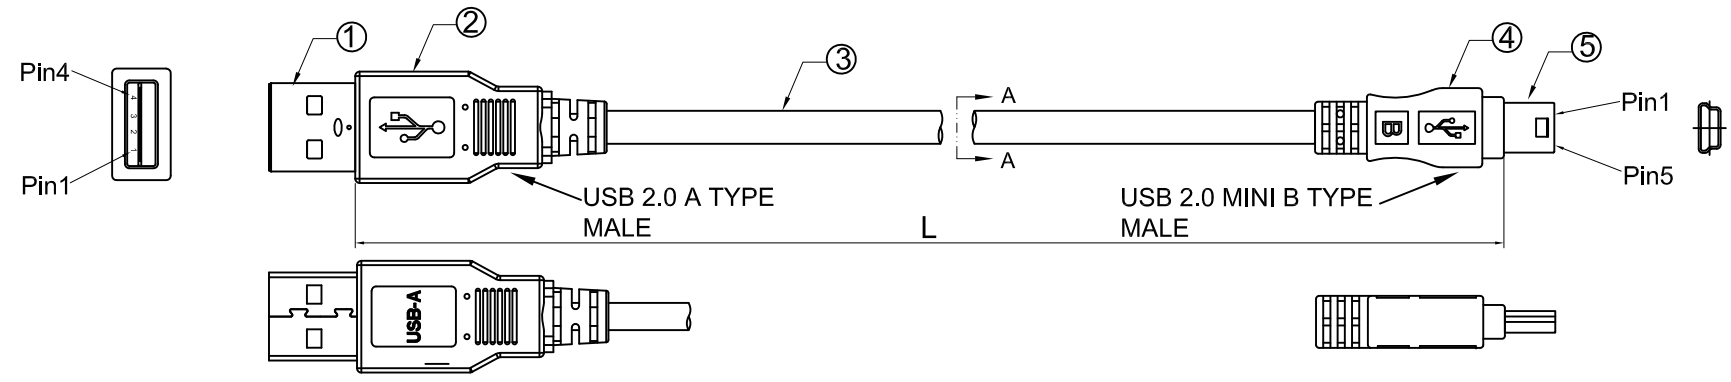 ①
②
③
④
⑤
Pin4
4
3
2
1
Pin1
A
A
B
Pin1
Pin5
USB 2.0 A TYPE
MALE
USB 2.0 MINI B TYPE
MALE
L
USB-A